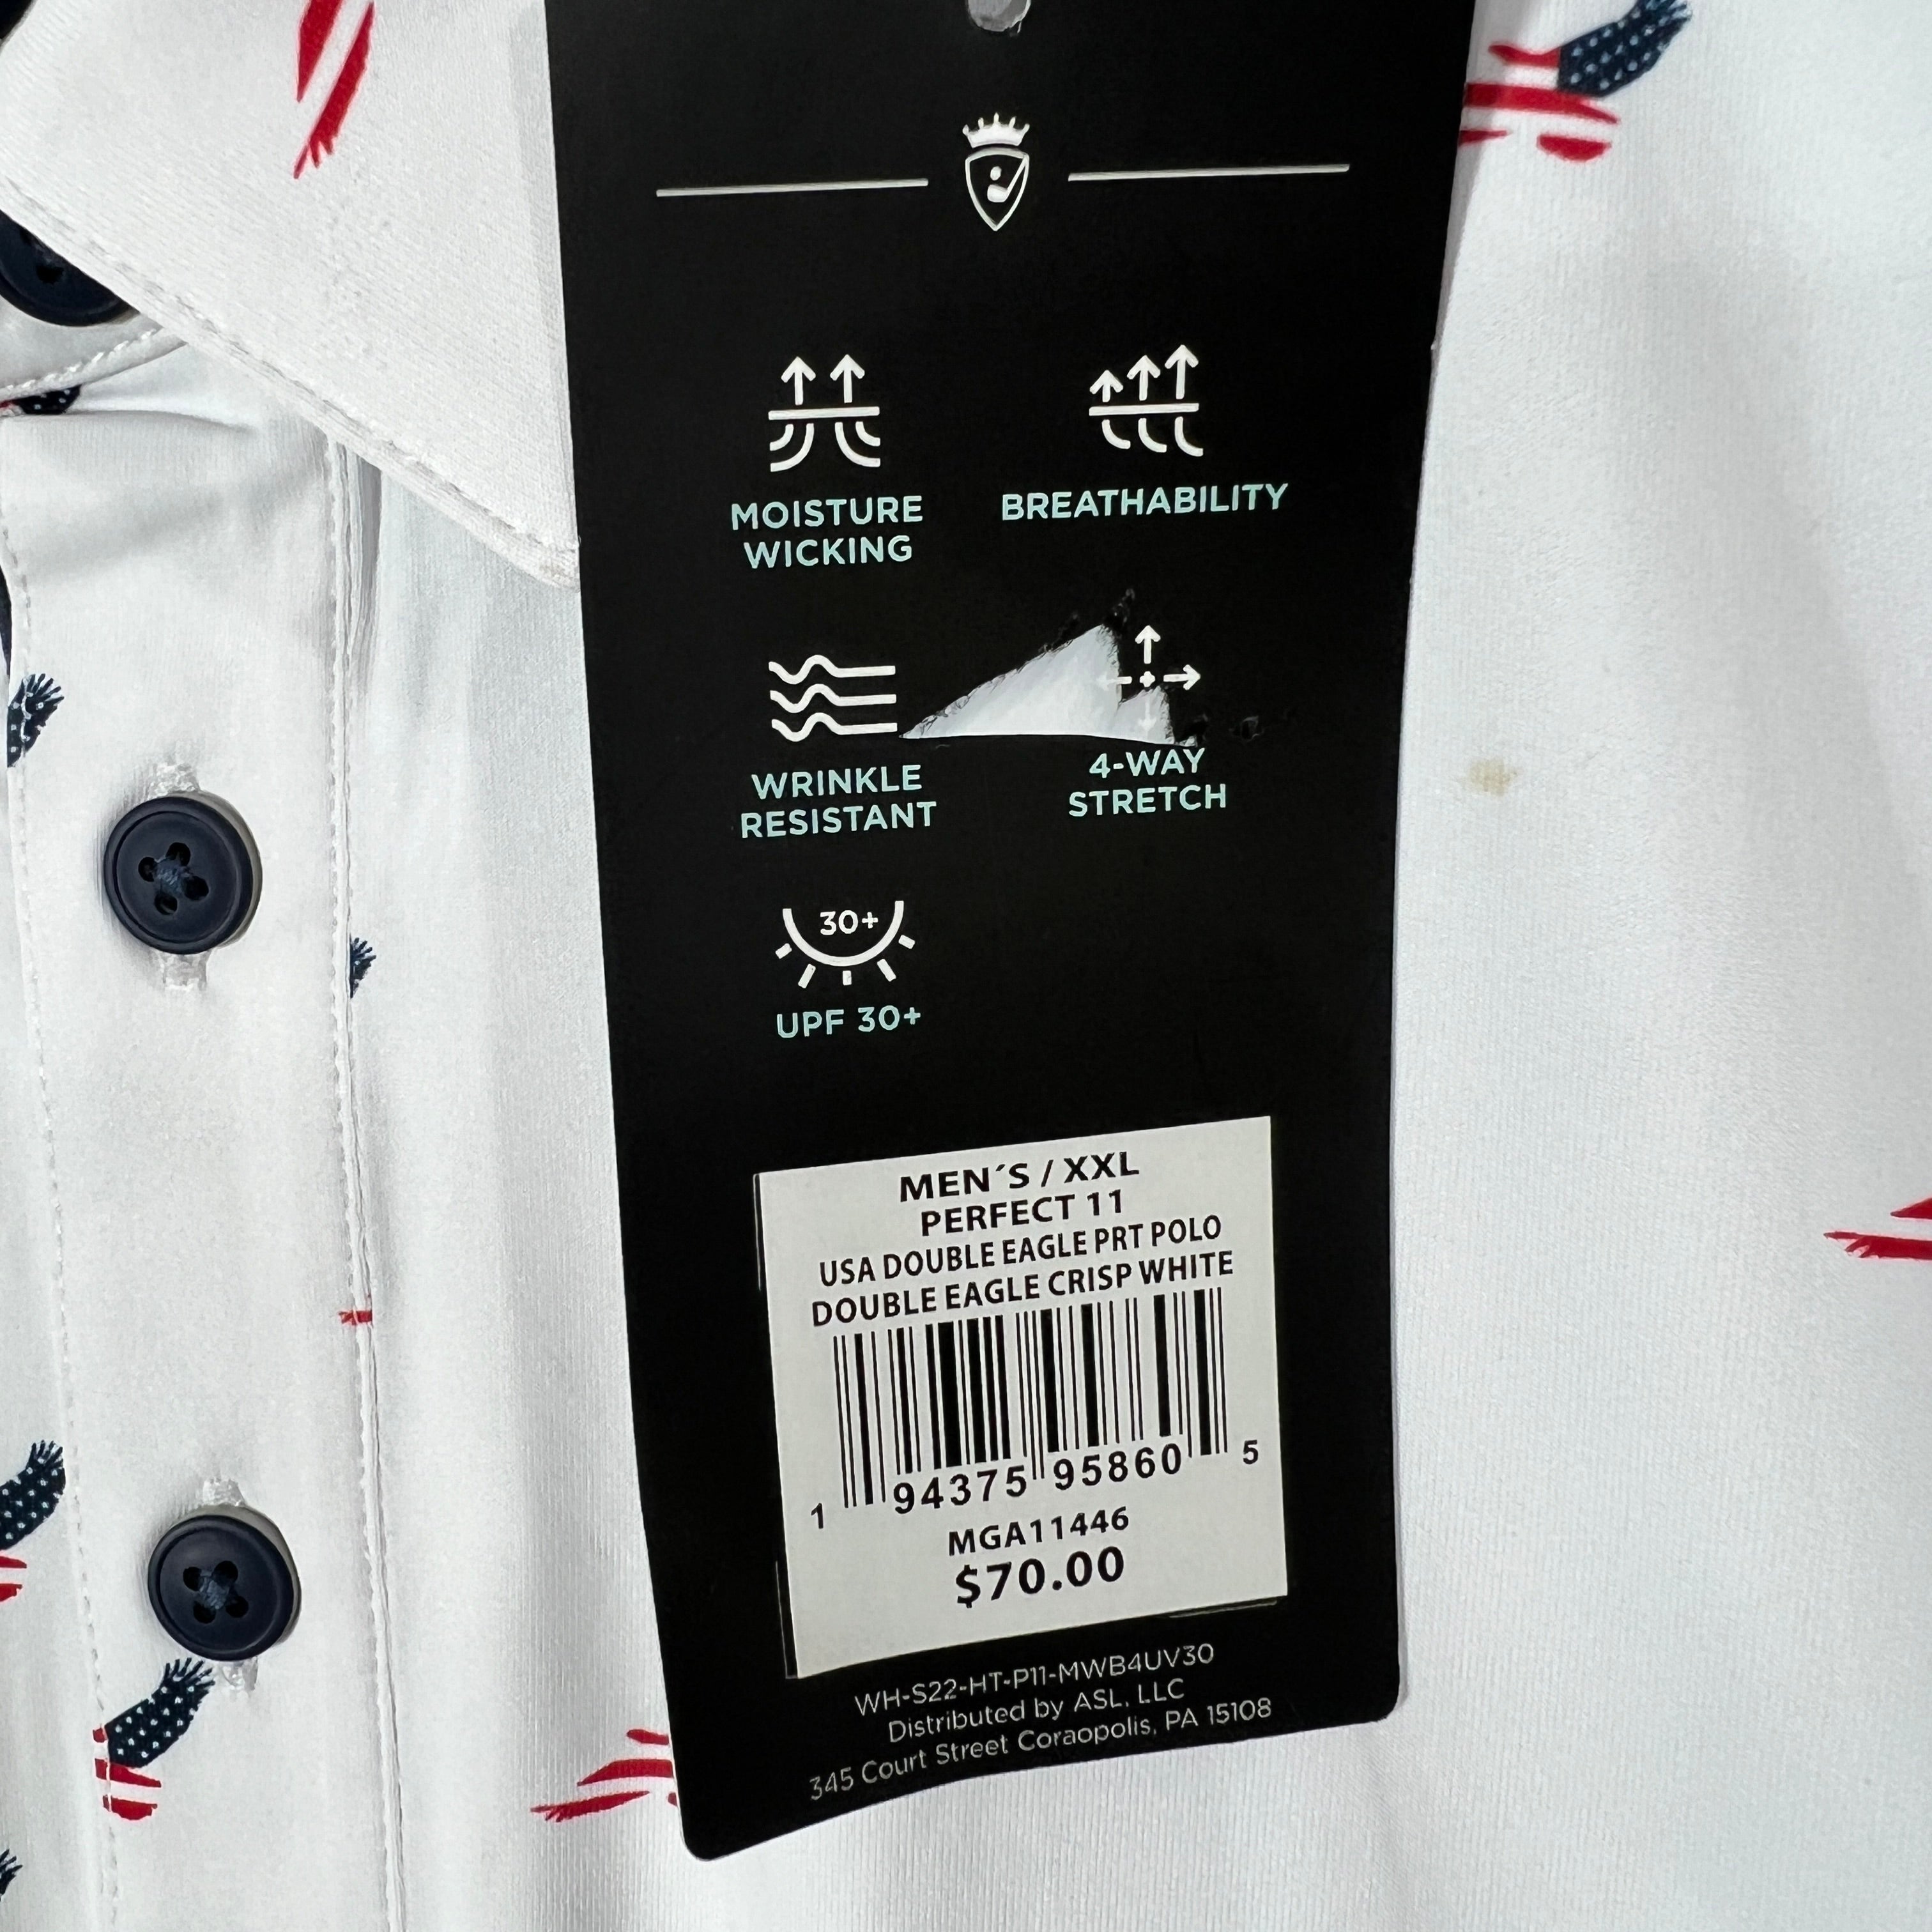 MOISTURE
WICKING
BREATHABILITY
WRINKLE
RESISTANT
4-WAY
STRETCH
30+
UPF 30+
MEN´S / XXL
PERFECT 11
USA DOUBLE EAGLE PRT POLO
DOUBLE EAGLE CRISP WHITE
1 94375 95860 5
MGA11446
$70.00
WH-S22-HT-P11-MWB4UV30
Distributed by ASL, LLC
345 Court Street Coraopolis, PA 15108